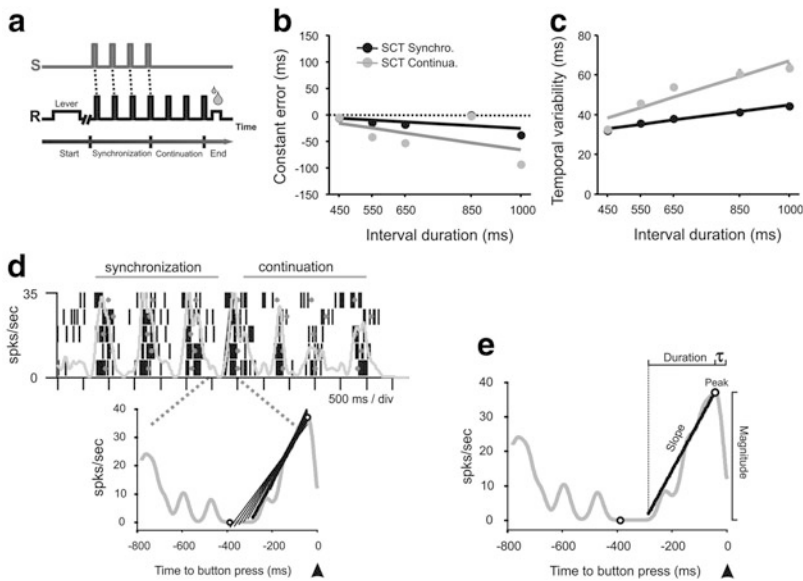 a
S
R
Lever
Time
Start
Synchronization
Continuation
End
b
SCT Synchro.
SCT Continua.
Constant error (ms)
150
100
50
0
-50
-100
-150
450 550 650 850 1000
Interval duration (ms)
c
Temporal variability (ms)
80
60
40
20
0
450 550 650 850 1000
Interval duration (ms)
d
synchronization continuation
spks/sec
35
0
500 ms / div
spks/sec
40
30
20
10
0
-800 -600 -400 -200 0
Time to button press (ms)
e
Duration τ
Peak
Slope
Magnitude
spks/sec
40
30
20
10
0
-800 -600 -400 -200 0
Time to button press (ms)